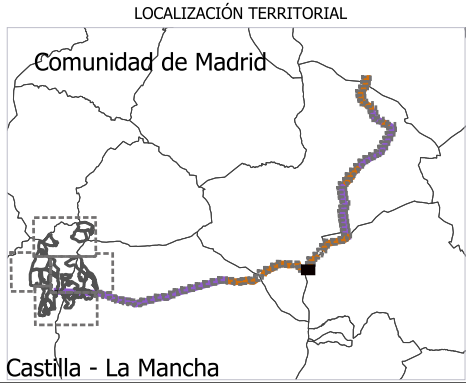 LOCALIZACIÓN TERRITORIAL
Comunidad de Madrid
Castilla - La Mancha